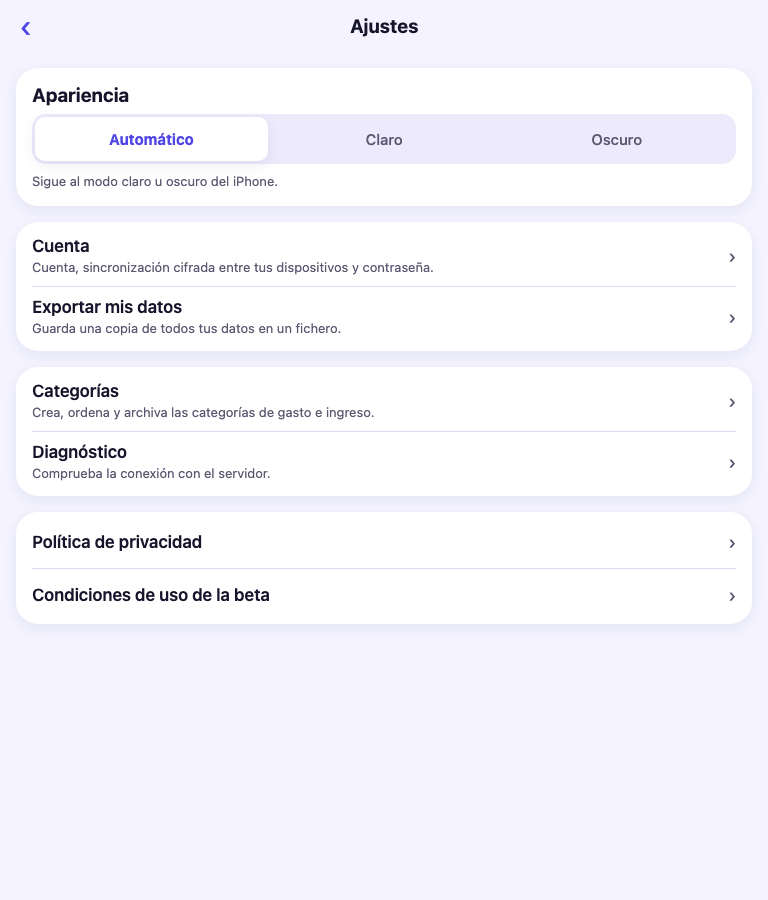 Ajustes
Apariencia
Automático
Claro
Oscuro
Sigue al modo claro u oscuro del iPhone.
Cuenta
Cuenta, sincronización cifrada entre tus dispositivos y contraseña.
Exportar mis datos
Guarda una copia de todos tus datos en un fichero.
Categorías
Crea, ordena y archiva las categorías de gasto e ingreso.
Diagnóstico
Comprueba la conexión con el servidor.
Política de privacidad
Condiciones de uso de la beta